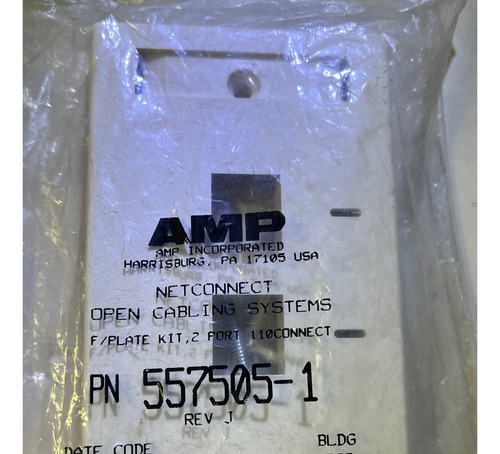 AMP
AMP INCORPORATED
HARRISBURG, PA 17105 USA
NETCONNECT
OPEN CABLING SYSTEMS
F/PLATE KIT,2 PORT 110CONNECT
PN 557505-1
REV J
DATE CODE BLDG